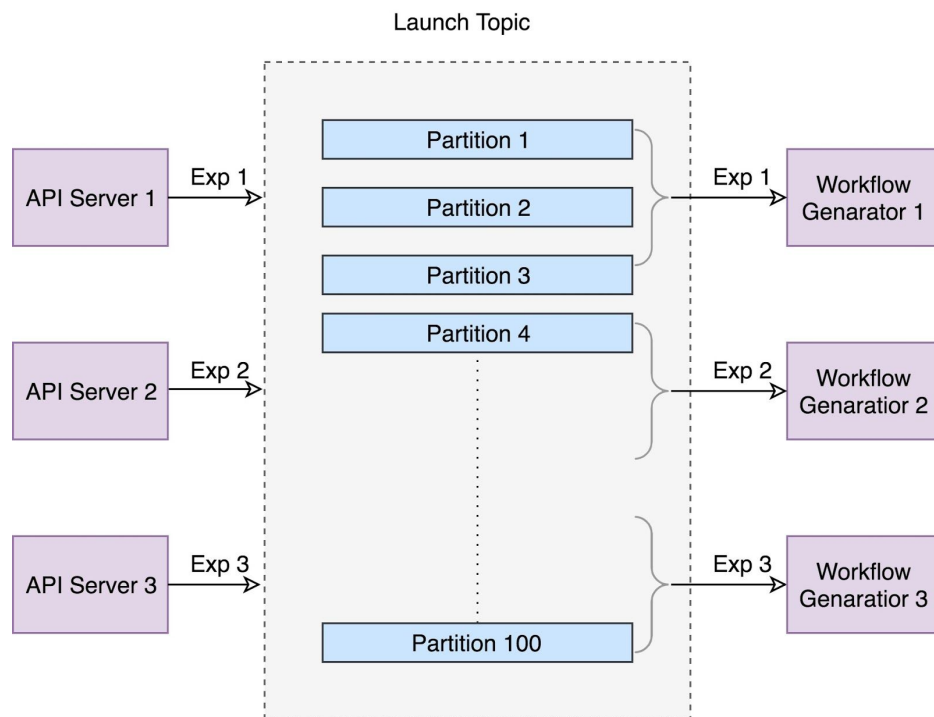 Launch Topic
Partition 1
API Server 1
Exp 1
Exp 1
Workflow
Genarator 1
Partition 2
Partition 3
Partition 4
API Server 2
Exp 2
Exp 2
Workflow
Genaratior 2
API Server 3
Exp 3
Exp 3
Workflow
Genaratior 3
Partition 100